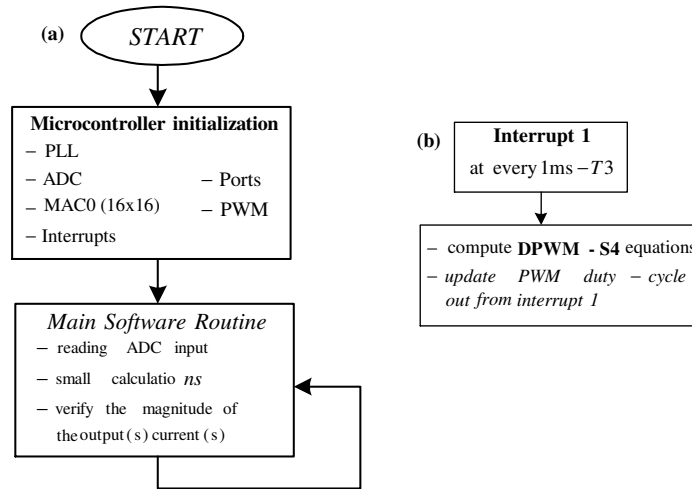 (a)
START
Microcontroller initialization
– PLL
– ADC
– MAC0 (16x16)
– Interrupts
– Ports
– PWM
Main Software Routine
– reading ADC input
– small calculatio ns
– verify the magnitude of
the output(s) current(s)
(b)
Interrupt 1
at every 1ms – T3
– compute DPWM - S4 equations
– update PWM duty – cycle
out from interrupt 1